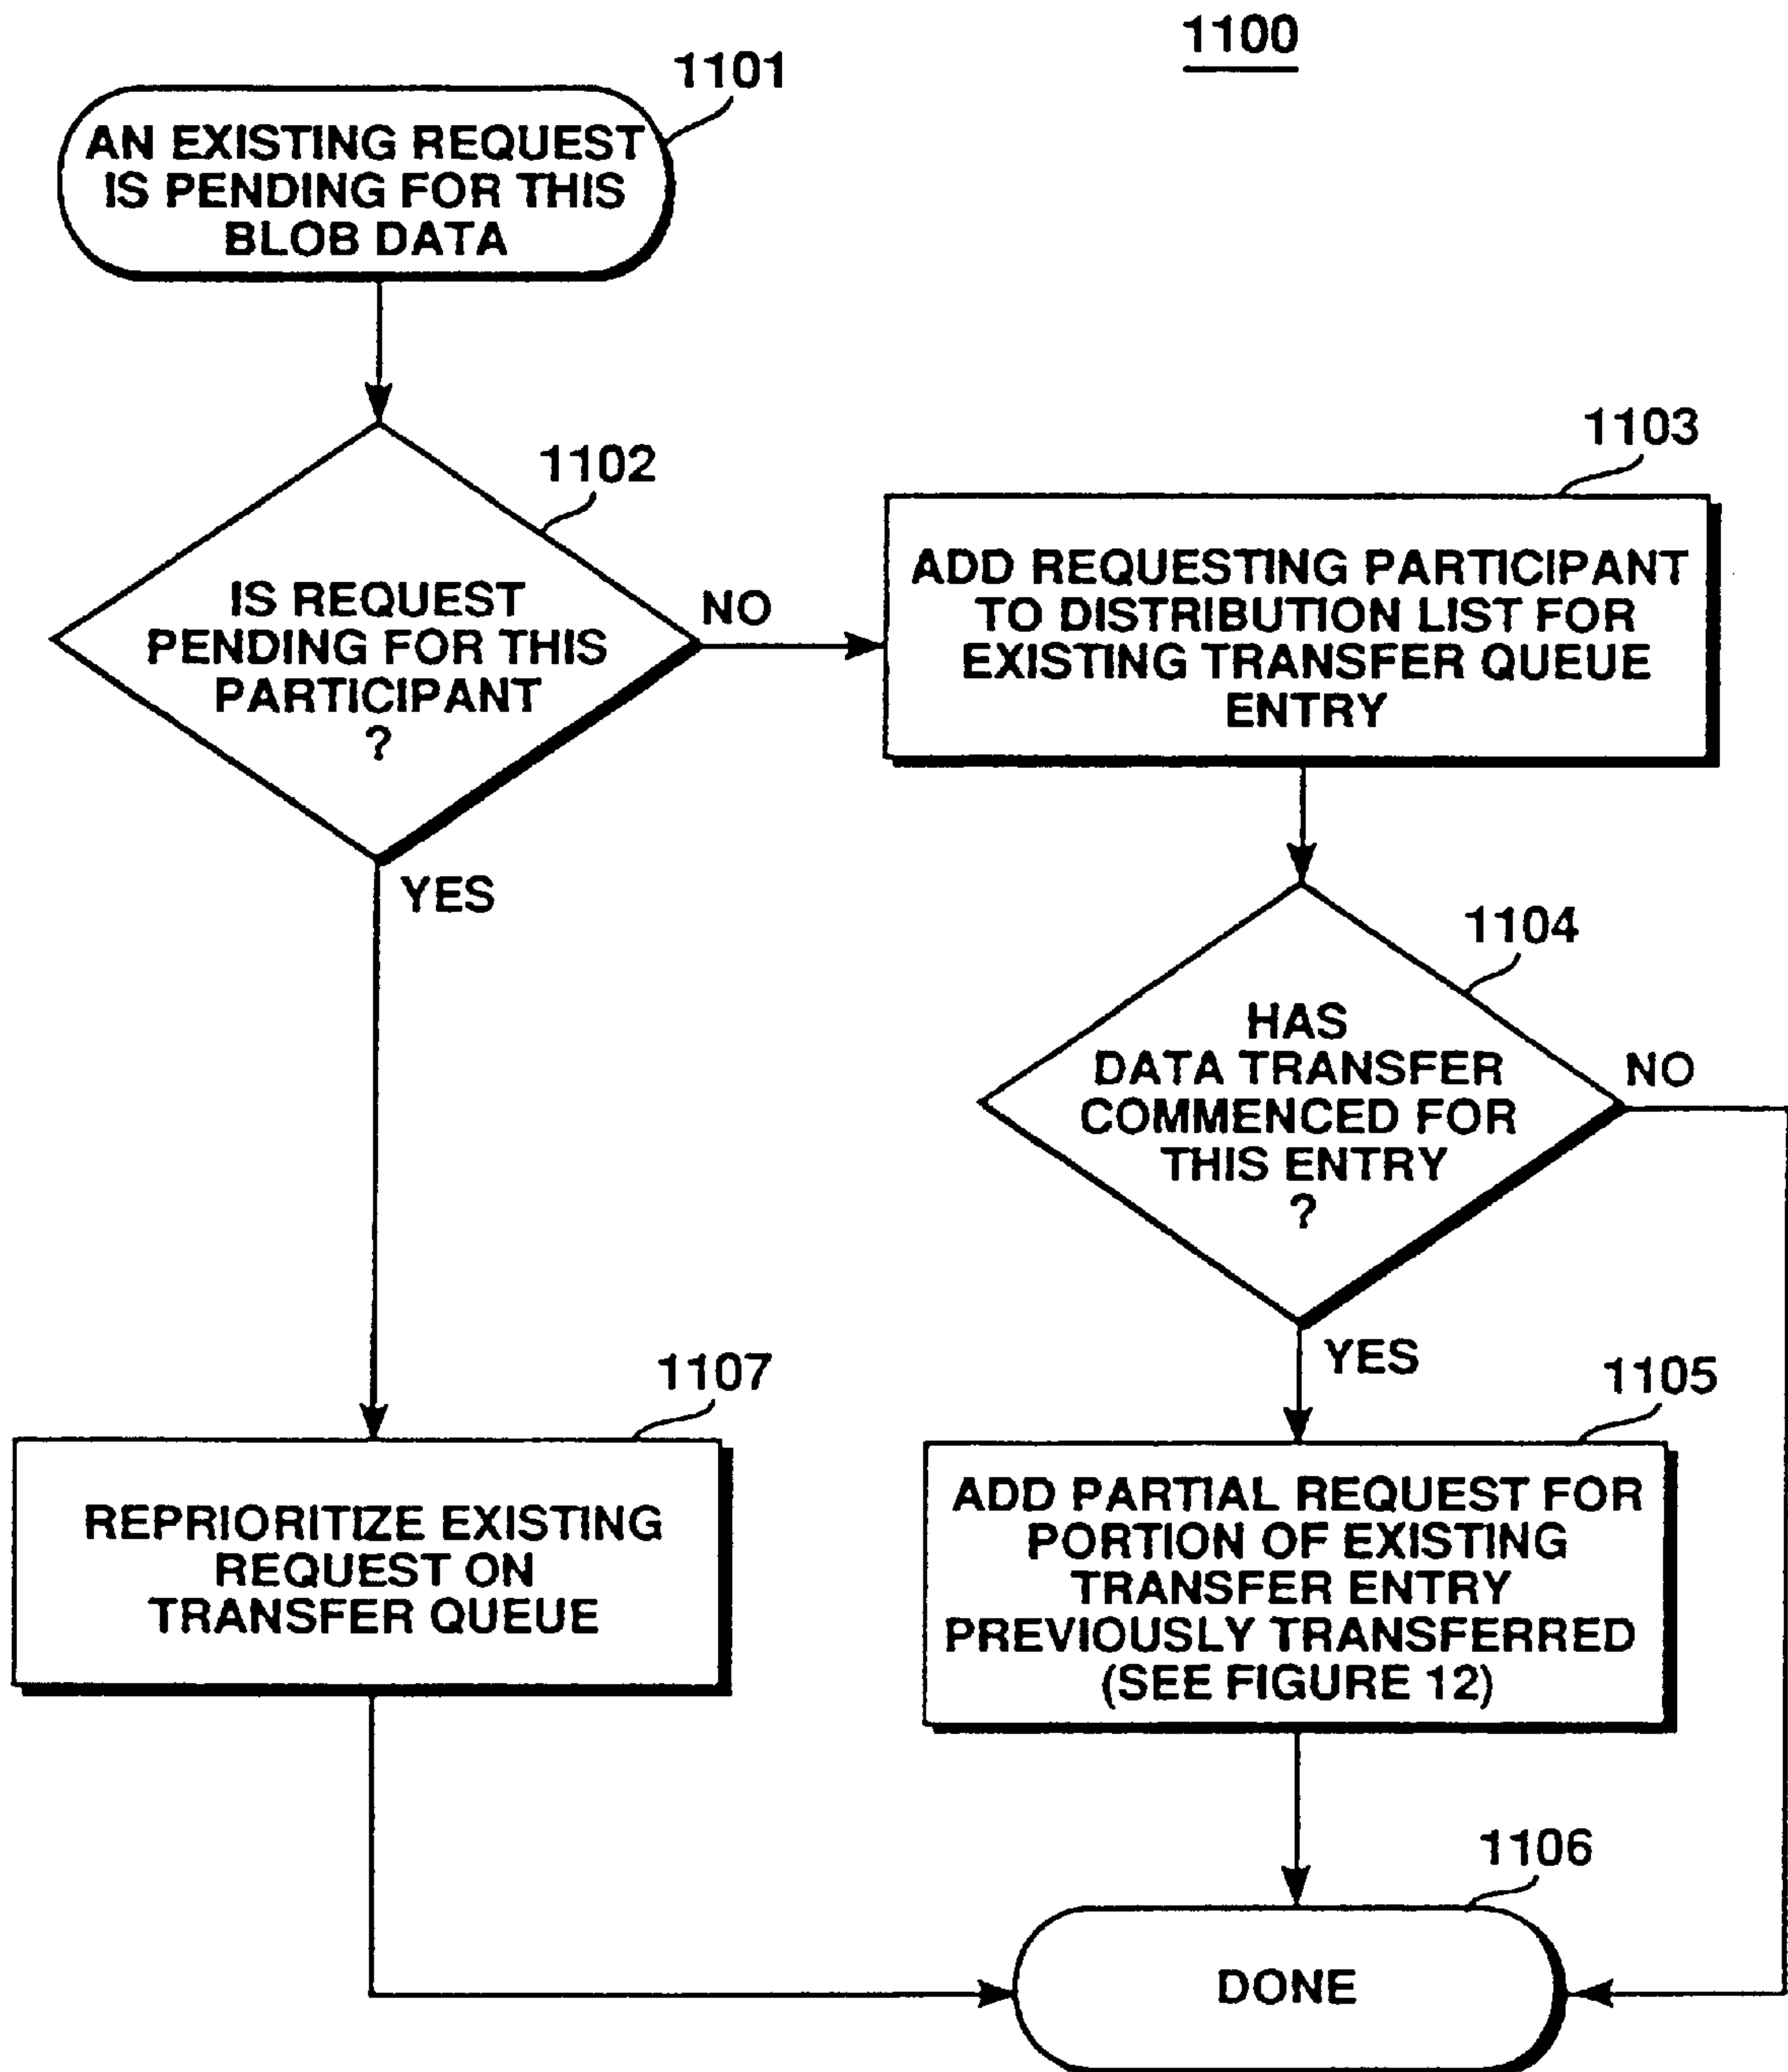 1100
1101
AN EXISTING REQUEST
IS PENDING FOR THIS
BLOB DATA
1102
IS REQUEST
PENDING FOR THIS
PARTICIPANT
?
NO
YES
1103
ADD REQUESTING PARTICIPANT
TO DISTRIBUTION LIST FOR
EXISTING TRANSFER QUEUE
ENTRY
1104
HAS
DATA TRANSFER
COMMENCED FOR
THIS ENTRY
?
NO
YES
1107
REPRIORITIZE EXISTING
REQUEST ON
TRANSFER QUEUE
1105
ADD PARTIAL REQUEST FOR
PORTION OF EXISTING
TRANSFER ENTRY
PREVIOUSLY TRANSFERRED
(SEE FIGURE 12)
1106
DONE